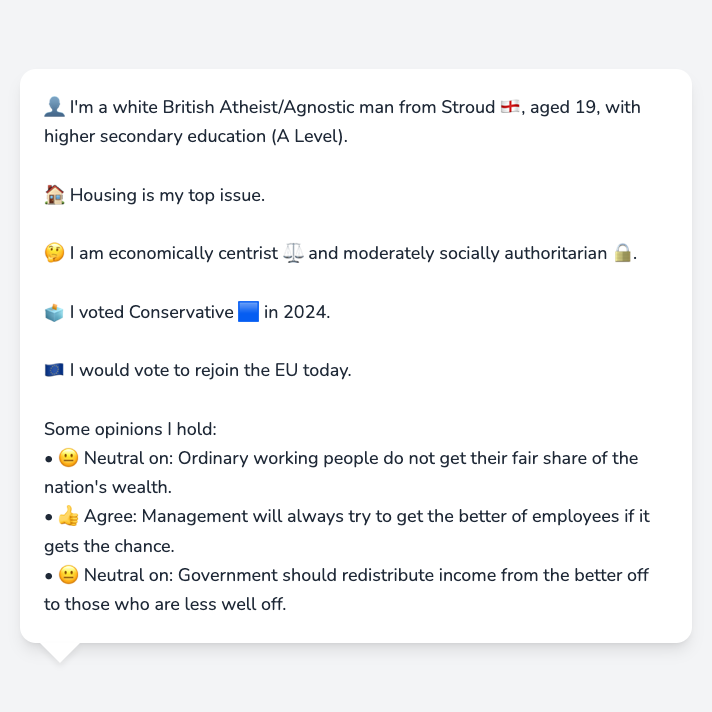 👤 I'm a white British Atheist/Agnostic man from Stroud 🏴󠁧󠁢󠁥󠁮󠁧󠁿, aged 19, with
higher secondary education (A Level).
🏠 Housing is my top issue.
🤔 I am economically centrist ⚖️ and moderately socially authoritarian 🔒.
🗳️ I voted Conservative 🟦 in 2024.
🇪🇺 I would vote to rejoin the EU today.
Some opinions I hold:
• 😐 Neutral on: Ordinary working people do not get their fair share of the
nation's wealth.
• 👍 Agree: Management will always try to get the better of employees if it
gets the chance.
• 😐 Neutral on: Government should redistribute income from the better off
to those who are less well off.